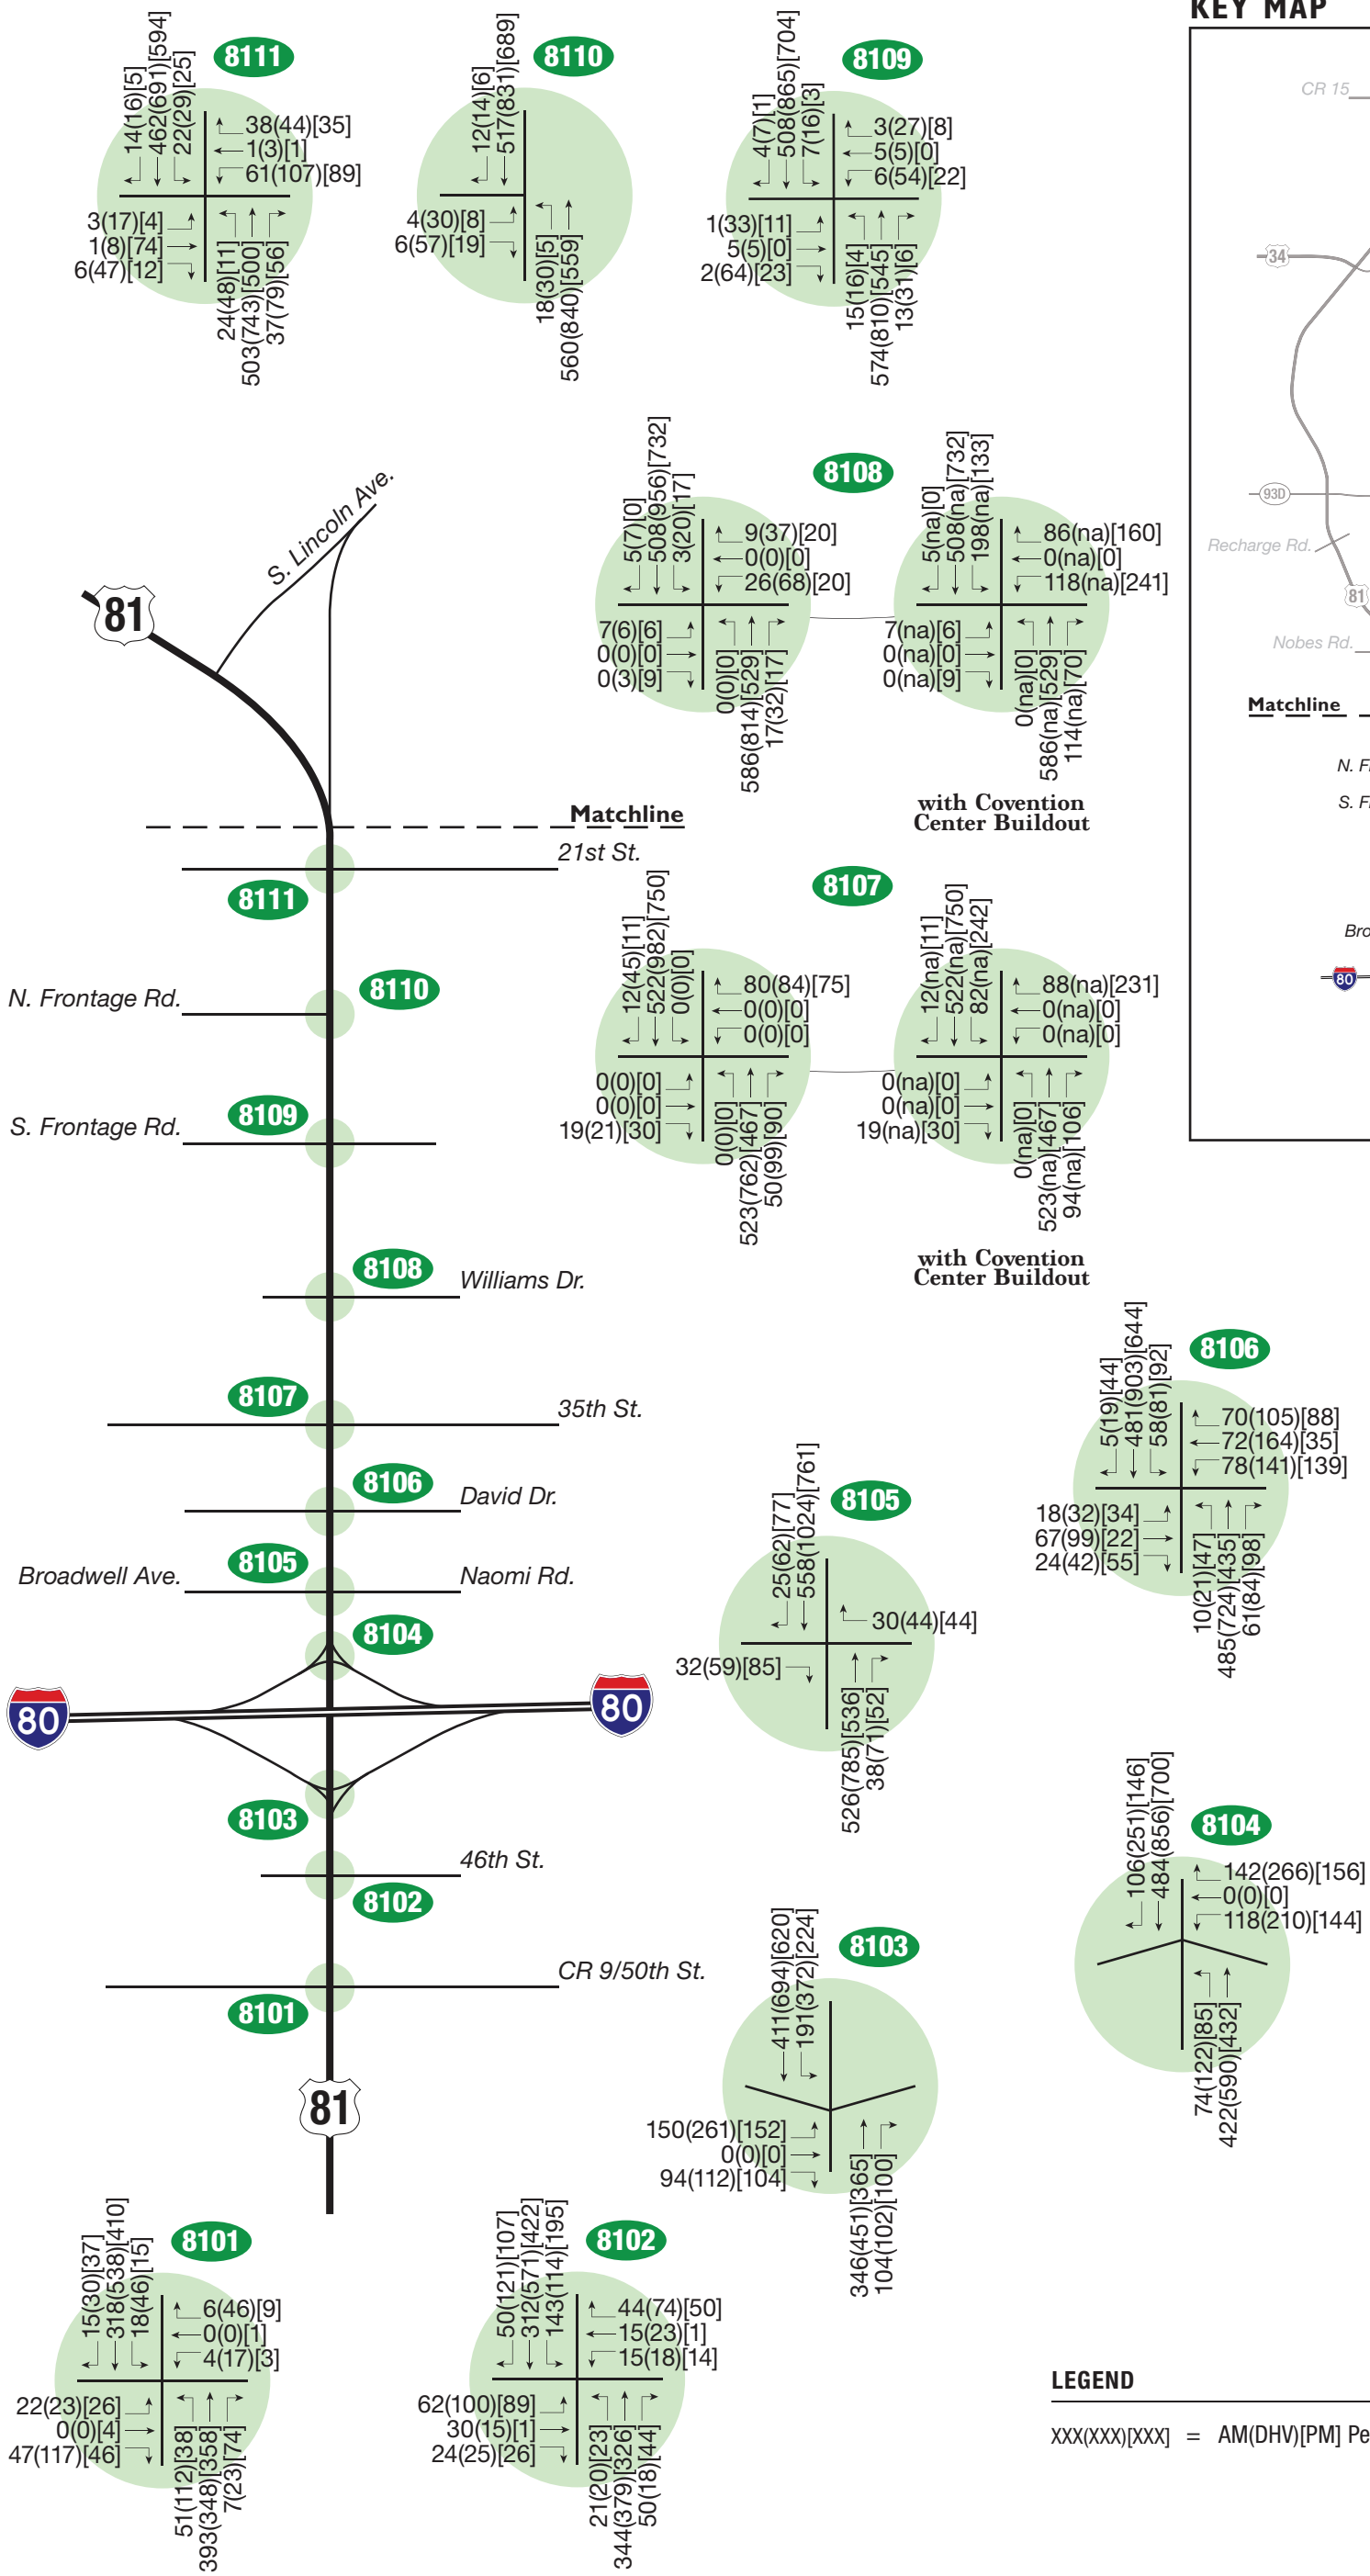 KEY MAP
8111
14(16)[5]
462(691)[594]
22(29)[25]
38(44)[35]
1(3)[1]
61(107)[89]
3(17)[4]
1(8)[74]
6(47)[12]
24(48)[11]
503(743)[500]
37(79)[56]
8110
12(14)[6]
517(831)[689]
4(30)[8]
6(57)[19]
18(30)[5]
560(840)[559]
8109
4(7)[1]
508(865)[704]
7(16)[3]
3(27)[8]
5(5)[0]
6(54)[22]
1(33)[11]
5(5)[0]
2(64)[23]
15(16)[4]
574(810)[545]
13(31)[6]
CR 15
34
93D
Recharge Rd.
81
Nobes Rd.
Matchline
N. F
S. F
Bro
80
8108
5(7)[0]
508(956)[732]
3(20)[17]
9(37)[20]
0(0)[0]
26(68)[20]
7(6)[6]
0(0)[0]
0(3)[9]
0(0)[0]
586(814)[529]
17(32)[17]
5(na)[0]
508(na)[732]
198(na)[133]
86(na)[160]
0(na)[0]
118(na)[241]
7(na)[6]
0(na)[0]
0(na)[9]
0(na)[0]
586(na)[529]
114(na)[70]
with Covention
Center Buildout
S. Lincoln Ave.
81
Matchline
21st St.
8111
N. Frontage Rd.
8110
S. Frontage Rd.
8109
8108
Williams Dr.
8107
35th St.
8106
David Dr.
Broadwell Ave.
8105
Naomi Rd.
8104
80
80
8103
46th St.
8102
CR 9/50th St.
8101
81
8107
12(45)[11]
522(982)[750]
0(0)[0]
80(84)[75]
0(0)[0]
0(0)[0]
0(0)[0]
0(0)[0]
19(21)[30]
0(0)[0]
523(762)[467]
50(99)[90]
12(na)[11]
522(na)[750]
82(na)[242]
88(na)[231]
0(na)[0]
0(na)[0]
0(na)[0]
0(na)[0]
19(na)[30]
0(na)[0]
523(na)[467]
94(na)[106]
with Covention
Center Buildout
8106
5(19)[44]
481(903)[644]
58(81)[92]
70(105)[88]
72(164)[35]
78(141)[139]
18(32)[34]
67(99)[22]
24(42)[55]
10(21)[47]
485(724)[435]
61(84)[98]
8105
25(62)[77]
558(1024)[761]
30(44)[44]
32(59)[85]
526(785)[536]
38(71)[52]
8104
106(251)[146]
484(856)[700]
142(266)[156]
0(0)[0]
118(210)[144]
74(122)[85]
422(590)[432]
8103
411(694)[620]
191(372)[224]
150(261)[152]
0(0)[0]
94(112)[104]
346(451)[365]
104(102)[100]
8101
15(30)[37]
318(538)[410]
18(46)[15]
6(46)[9]
0(0)[1]
4(17)[3]
22(23)[26]
0(0)[4]
47(117)[46]
51(112)[38]
393(348)[358]
7(23)[74]
8102
50(121)[107]
312(571)[422]
143(114)[195]
44(74)[50]
15(23)[1]
15(18)[14]
62(100)[89]
30(15)[1]
24(25)[26]
21(20)[23]
344(379)[326]
50(18)[44]
LEGEND
XXX(XXX)[XXX] = AM(DHV)[PM] Pe